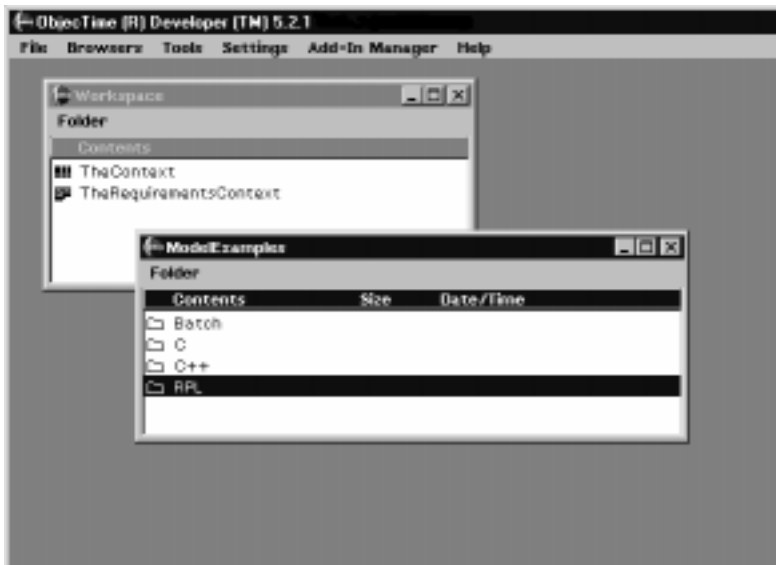 ObjecTime (R) Developer (TM) 5.2.1
File Browsers Tools Settings Add-In Manager Help
Workspace
Folder
Contents
TheContext
TheRequirementsContext
ModelExamples
Folder
Contents Size Date/Time
Batch
C
C++
RPL